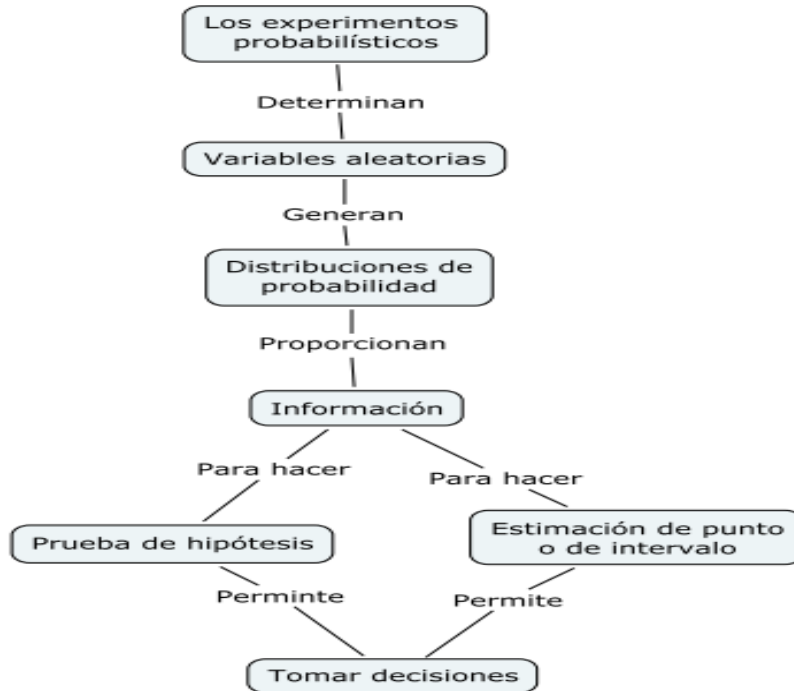 Los experimentos
probabilísticos
Determinan
Variables aleatorias
Generan
Distribuciones de
probabilidad
Proporcionan
Información
Para hacer
Para hacer
Prueba de hipótesis
Estimación de punto
o de intervalo
Perminte
Permite
Tomar decisiones